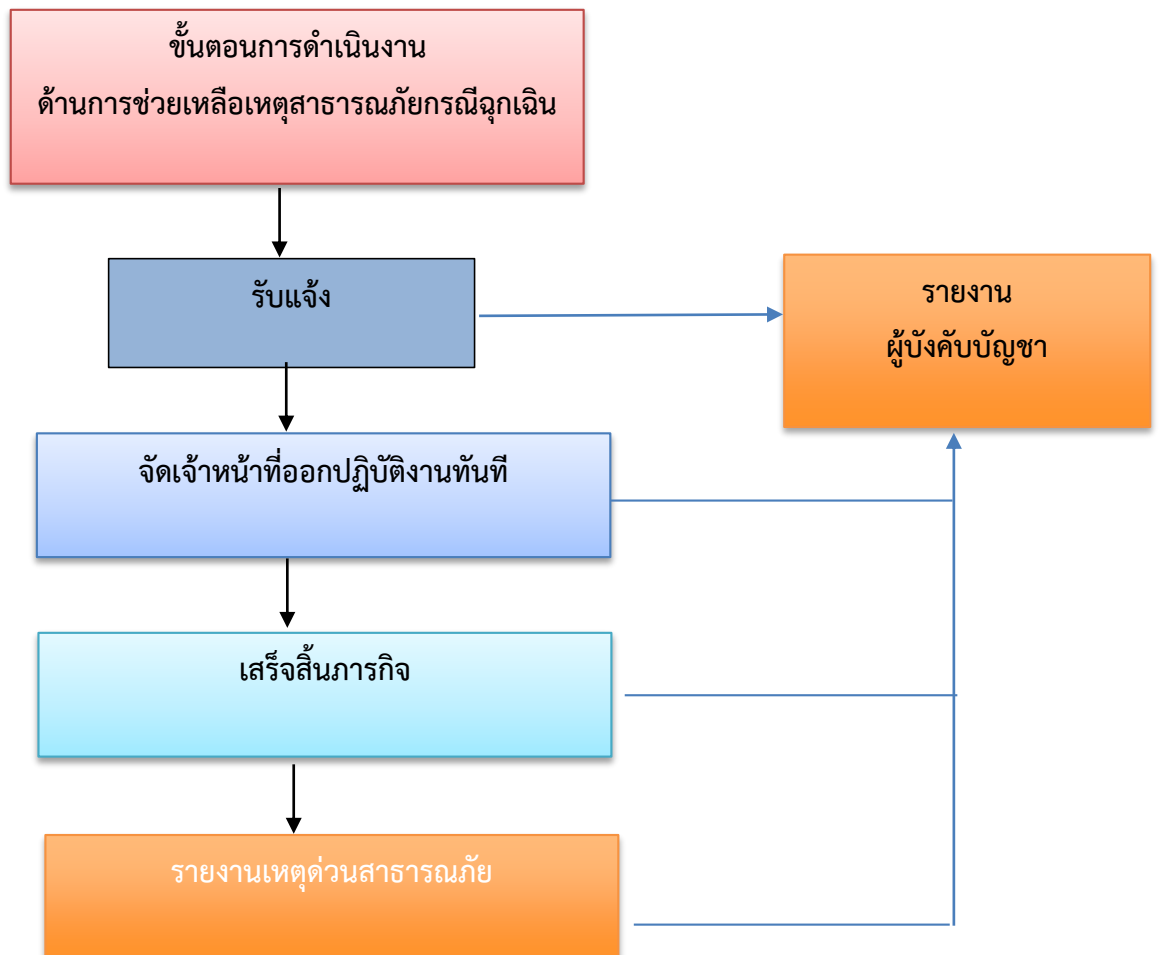 ขั้นตอนการดำเนินงาน
ด้านการช่วยเหลือเหตุสาธารณภัยกรณีฉุกเฉิน
รับแจ้ง
รายงาน
ผู้บังคับบัญชา
จัดเจ้าหน้าที่ออกปฏิบัติงานทันที
เสร็จสิ้นภารกิจ
รายงานเหตุด่วนสาธารณภัย